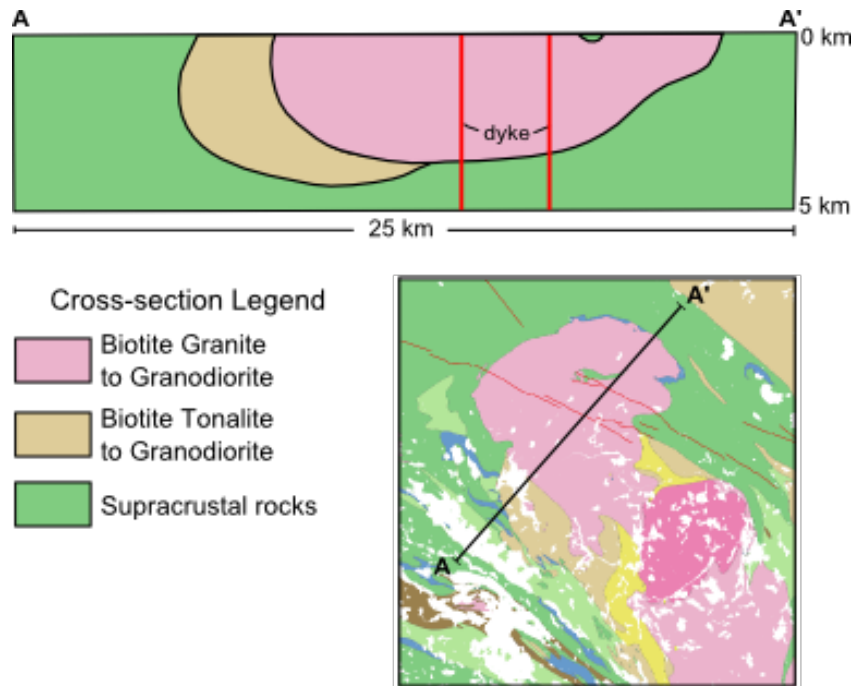 A
A'
0 km
dyke
5 km
25 km
Cross-section Legend
Biotite Granite
to Granodiorite
Biotite Tonalite
to Granodiorite
Supracrustal rocks
A'
A